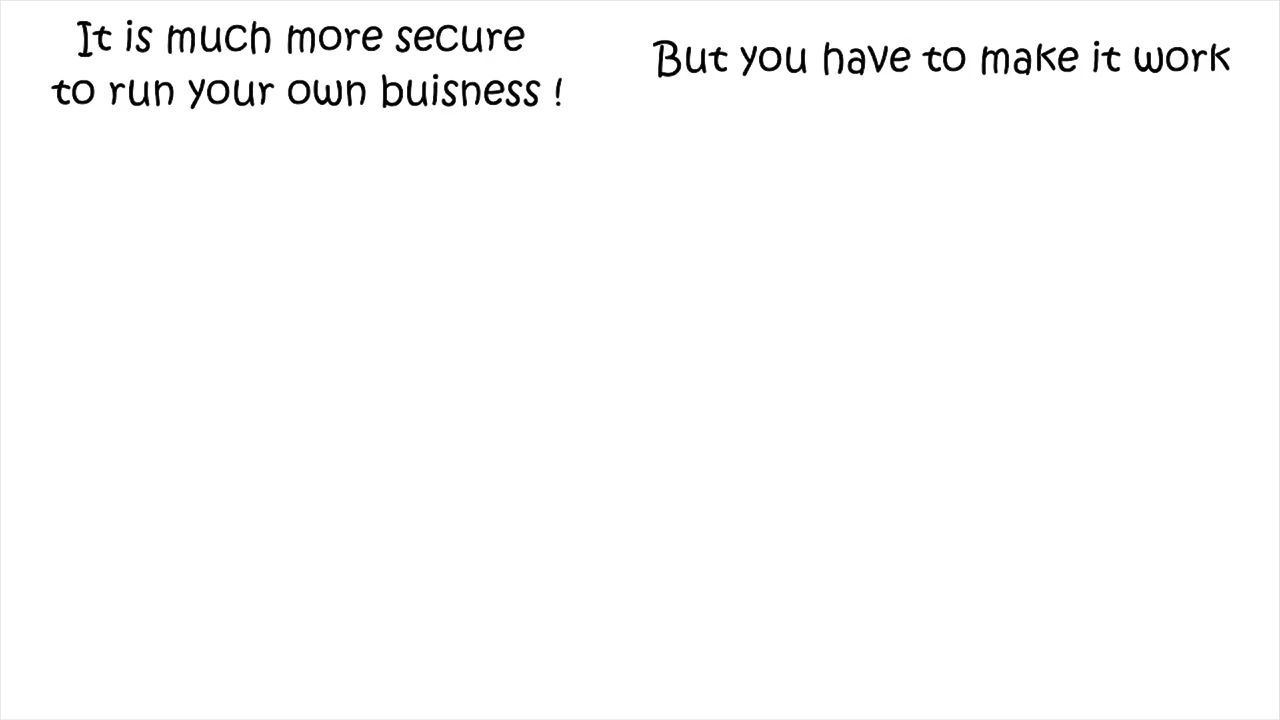 It is much more secure
to run your own buisness !
But you have to make it work